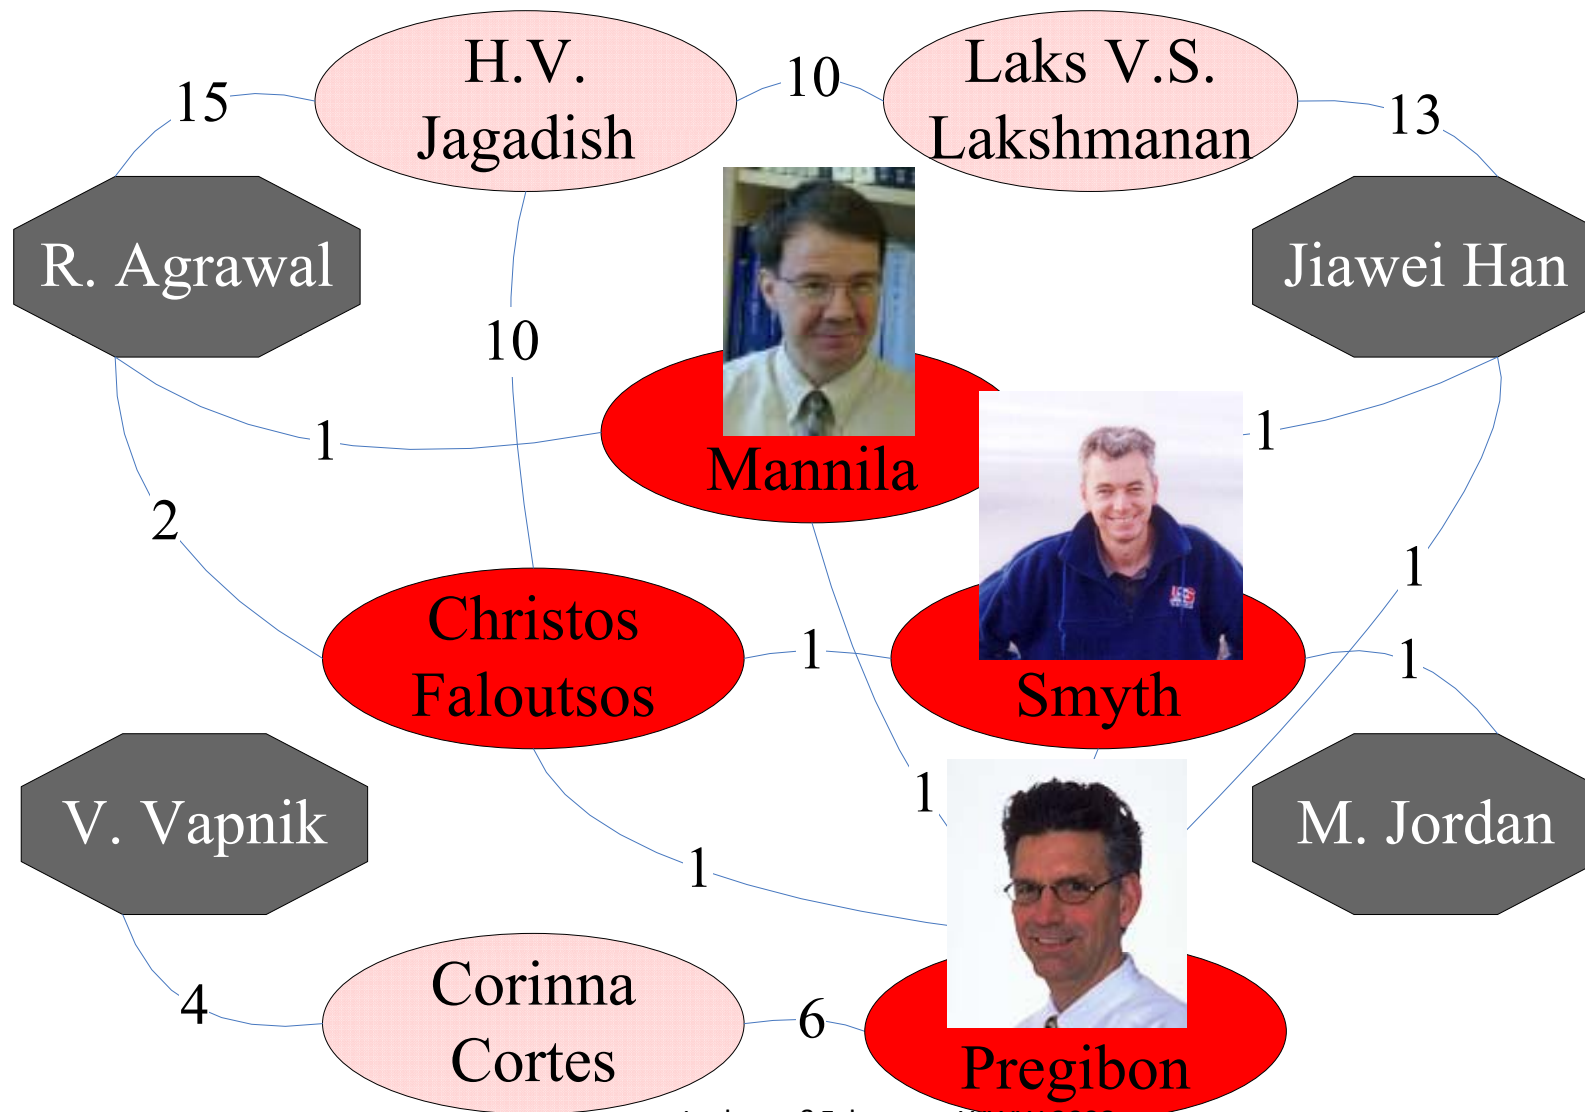 H.V.
Jagadish
10
Laks V.S.
Lakshmanan
15
13
R. Agrawal
Jiawei Han
10
1
1
Mannila
2
1
Christos
Faloutsos
1
Smyth
1
V. Vapnik
1
M. Jordan
1
4
Corinna
Cortes
6
Pregibon